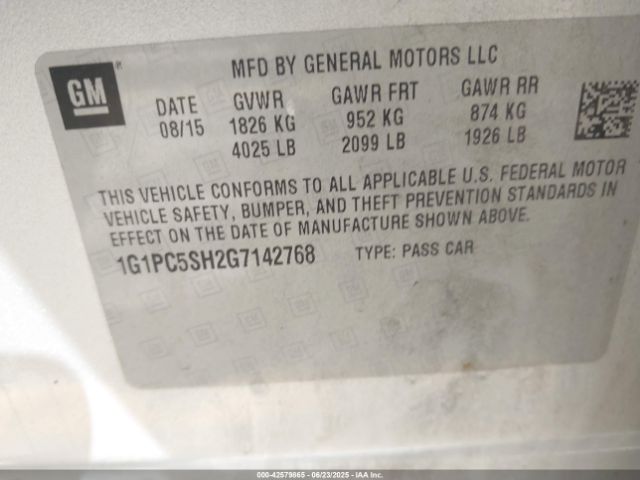 GM
MFD BY GENERAL MOTORS LLC
DATE GVWR GAWR FRT GAWR RR
08/15 1826 KG 952 KG 874 KG
4025 LB 2099 LB 1926 LB
THIS VEHICLE CONFORMS TO ALL APPLICABLE U.S. FEDERAL MOTOR
VEHICLE SAFETY, BUMPER, AND THEFT PREVENTION STANDARDS IN
EFFECT ON THE DATE OF MANUFACTURE SHOWN ABOVE.
1G1PC5SH2G7142768 TYPE: PASS CAR
000-42579865 - 06/23/2025 - IAA Inc.